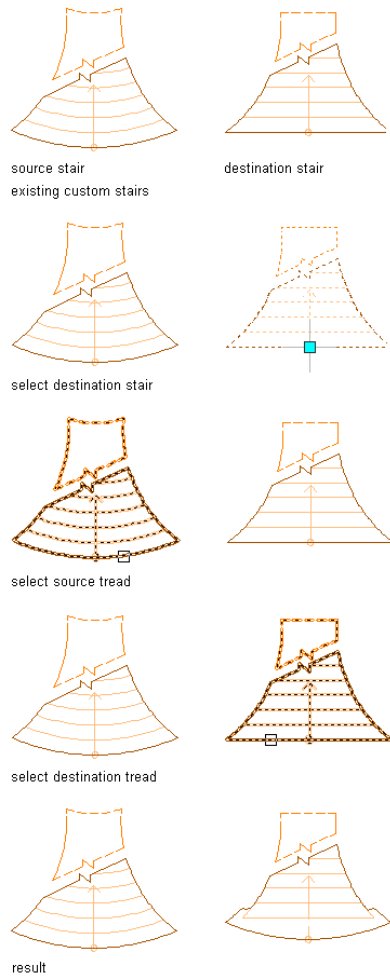 source stair
destination stair
existing custom stairs
select destination stair
select source tread
select destination tread
result